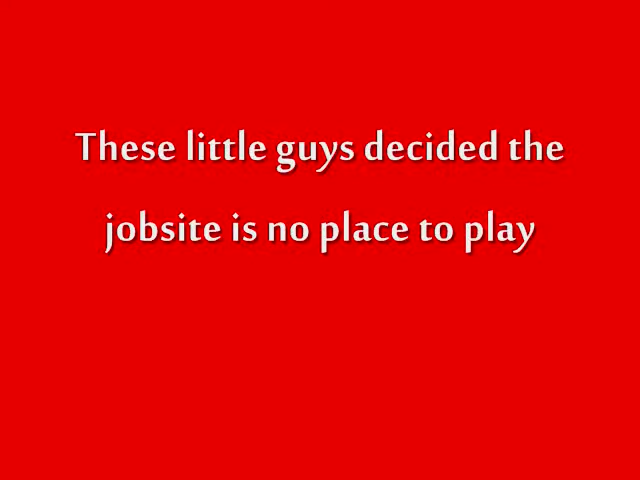 These little guys decided the
jobsite is no place to play